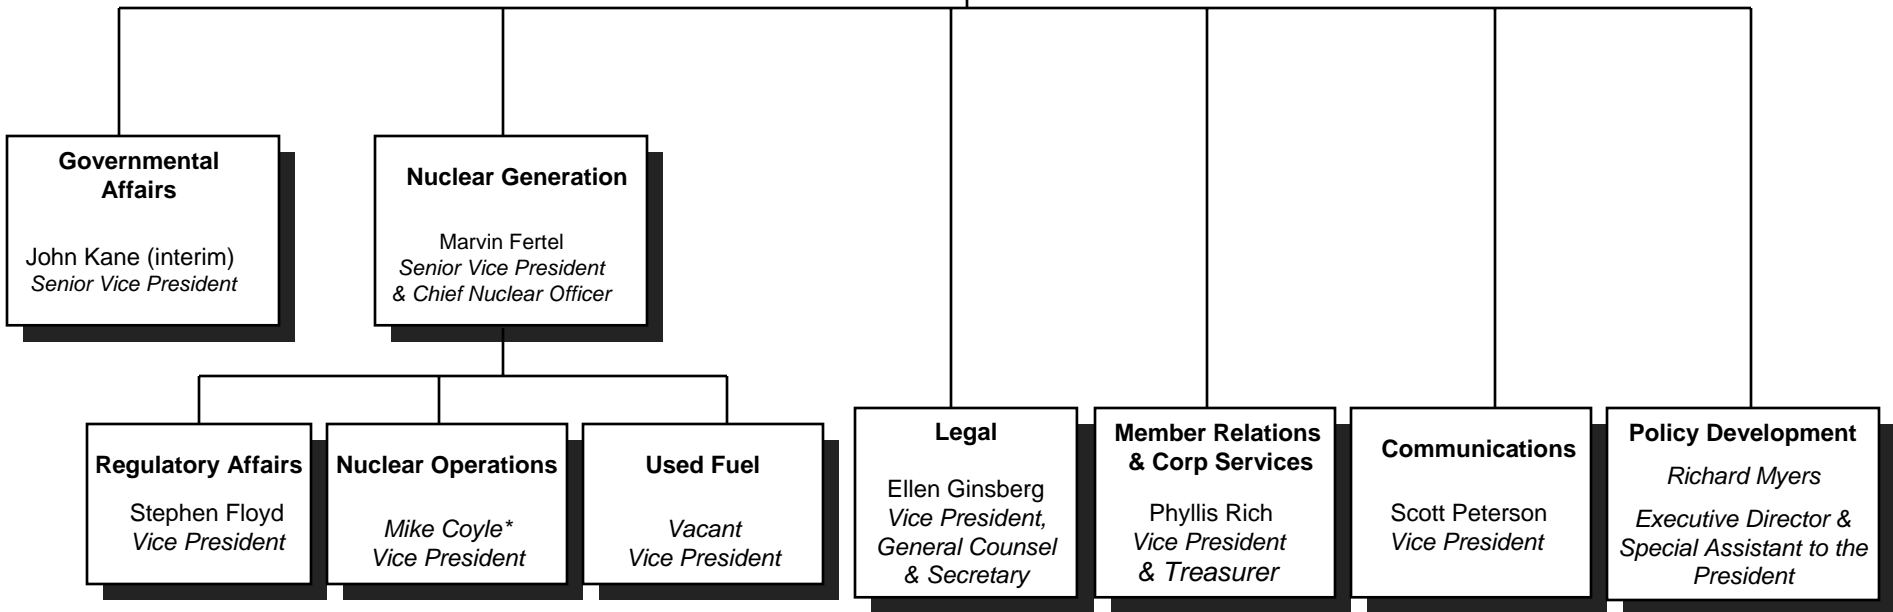 Governmental
Affairs
John Kane (interim)
Senior Vice President
Nuclear Generation
Marvin Fertel
Senior Vice President
& Chief Nuclear Officer
Regulatory Affairs
Stephen Floyd
Vice President
Nuclear Operations
Mike Coyle*
Vice President
Used Fuel
Vacant
Vice President
Legal
Ellen Ginsberg
Vice President,
General Counsel
& Secretary
Member Relations
& Corp Services
Phyllis Rich
Vice President
& Treasurer
Communications
Scott Peterson
Vice President
Policy Development
Richard Myers
Executive Director &
Special Assistant to the
President